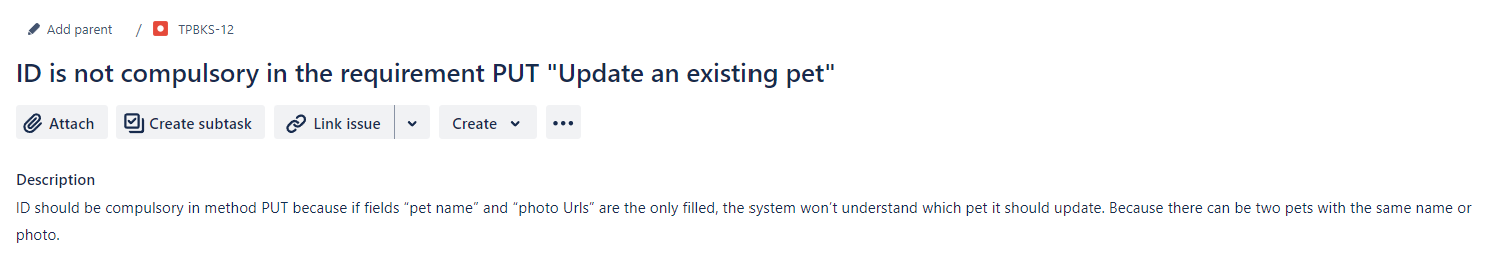 Add parent / TPBKS-12
ID is not compulsory in the requirement PUT "Update an existing pet"
Attach Create subtask Link issue Create
Description
ID should be compulsory in method PUT because if fields “pet name” and “photo Urls” are the only filled, the system won’t understand which pet it should update. Because there can be two pets with the same name or
photo.